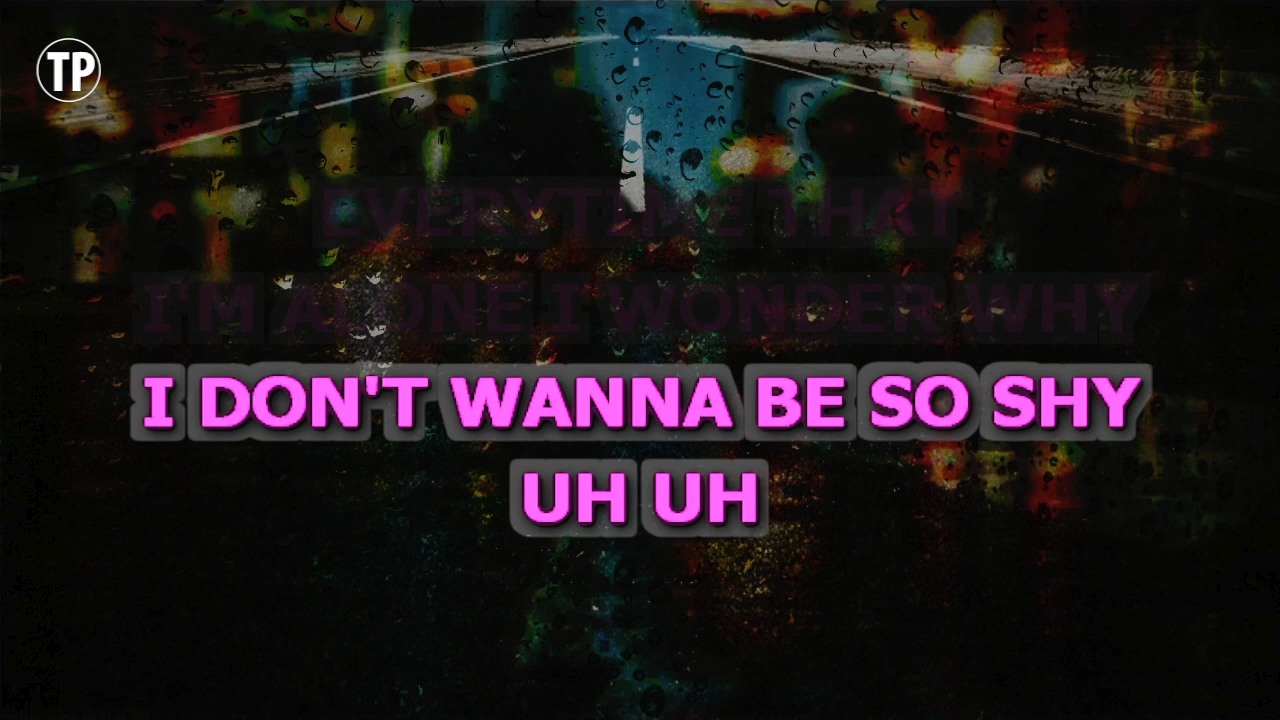 TP
EVERYTIME THAT
I'M ALONE I WONDER WHY
I DON'T WANNA BE SO SHY
UH UH